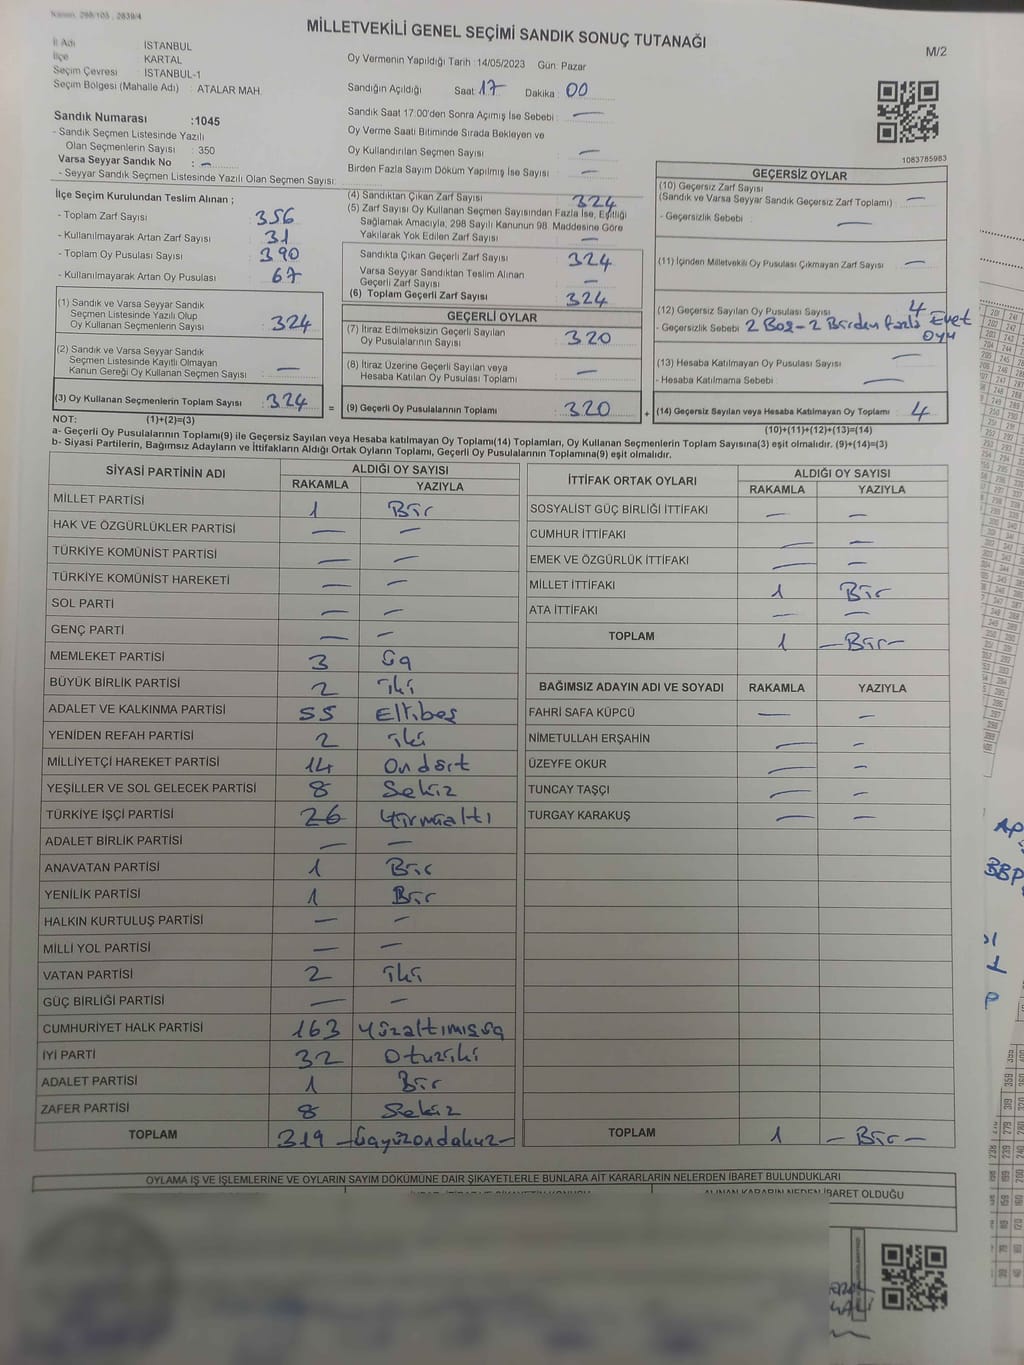 Kanun. 298/105 , 2839/4
MİLLETVEKİLİ GENEL SEÇİMİ SANDIK SONUÇ TUTANAĞI
M/2
İl Adı : İSTANBUL
İlçe : KARTAL
Seçim Çevresi : İSTANBUL-1
Seçim Bölgesi (Mahalle Adı) : ATALAR MAH.
Oy Vermenin Yapıldığı Tarih :14/05/2023 Gün: Pazar
Sandığın Açıldığı Saat 17 Dakika 00
Sandık Saat 17:00'den Sonra Açımış İse Sebebi : —
Oy Verme Saati Bitiminde Sırada Bekleyen ve
Oy Kullandırılan Seçmen Sayısı : —
Birden Fazla Sayım Döküm Yapılmış İse Sayısı : —
Sandık Numarası :1045
- Sandık Seçmen Listesinde Yazılı
Olan Seçmenlerin Sayısı : 350
Varsa Seyyar Sandık No : —
- Seyyar Sandık Seçmen Listesinde Yazılı Olan Seçmen Sayısı:
1083785983
İlçe Seçim Kurulundan Teslim Alınan ;
- Toplam Zarf Sayısı : 356
- Kullanılmayarak Artan Zarf Sayısı : 31
- Toplam Oy Pusulası Sayısı : 390
- Kullanılmayarak Artan Oy Pusulası : 67
(1) Sandık ve Varsa Seyyar Sandık
Seçmen Listesinde Yazılı Olup
Oy Kullanan Seçmenlerin Sayısı : 324
(2) Sandık ve Varsa Seyyar Sandık
Seçmen Listesinde Kayıtlı Olmayan
Kanun Gereği Oy Kullanan Seçmen Sayısı : —
(3) Oy Kullanan Seçmenlerin Toplam Sayısı : 324 =
(4) Sandıktan Çıkan Zarf Sayısı : 324
(5) Zarf Sayısı Oy Kullanan Seçmen Sayısından Fazla İse, Eşitliği
Sağlamak Amacıyla, 298 Sayılı Kanunun 98. Maddesine Göre
Yakılarak Yok Edilen Zarf Sayısı : —
Sandıkta Çıkan Geçerli Zarf Sayısı : 324
Varsa Seyyar Sandıktan Teslim Alınan
Geçerli Zarf Sayısı : —
(6) Toplam Geçerli Zarf Sayısı : 324
GEÇERLİ OYLAR
(7) İtiraz Edilmeksizin Geçerli Sayılan
Oy Pusulalarının Sayısı : 320
(8) İtiraz Üzerine Geçerli Sayılan veya
Hesaba Katılan Oy Pusulası Toplamı : —
(9) Geçerli Oy Pusulalarının Toplamı : 320 +
GEÇERSİZ OYLAR
(10) Geçersiz Zarf Sayısı
(Sandık ve Varsa Seyyar Sandık Geçersiz Zarf Toplamı) : —
- Geçersizlik Sebebi : —
(11) İçinden Milletvekili Oy Pusulası Çıkmayan Zarf Sayısı : —
(12) Geçersiz Sayılan Oy Pusulası Sayısı : 4
- Geçersizlik Sebebi : 2 Boş-2 Birden fazla Evet
Oyu
(13) Hesaba Katılmayan Oy Pusulası Sayısı : —
- Hesaba Katılmama Sebebi : —
(14) Geçersiz Sayılan veya Hesaba Katılmayan Oy Toplamı : 4
NOT: (1)+(2)=(3)
(10)+(11)+(12)+(13)=(14)
a- Geçerli Oy Pusulalarının Toplamı(9) ile Geçersiz Sayılan veya Hesaba katılmayan Oy Toplamı(14) Toplamları, Oy Kullanan Seçmenlerin Toplam Sayısına(3) eşit olmalıdır. (9)+(14)=(3)
b- Siyasi Partilerin, Bağımsız Adayların ve İttifakların Aldığı Ortak Oyların Toplamı, Geçerli Oy Pusulalarının Toplamına(9) eşit olmalıdır.
SİYASİ PARTİNİN ADI ALDIĞI OY SAYISI
RAKAMLA YAZIYLA
MİLLET PARTİSİ 1 Bir
HAK VE ÖZGÜRLÜKLER PARTİSİ — —
TÜRKİYE KOMÜNİST PARTİSİ — —
TÜRKİYE KOMÜNİST HAREKETİ — —
SOL PARTİ — —
GENÇ PARTİ — —
MEMLEKET PARTİSİ 3 üç
BÜYÜK BİRLİK PARTİSİ 2 iki
ADALET VE KALKINMA PARTİSİ 55 Ellibeş
YENİDEN REFAH PARTİSİ 2 iki
MİLLİYETÇİ HAREKET PARTİSİ 14 Ondört
YEŞİLLER VE SOL GELECEK PARTİSİ 8 Sekiz
TÜRKİYE İŞÇİ PARTİSİ 26 Yirmialtı
ADALET BİRLİK PARTİSİ — —
ANAVATAN PARTİSİ 1 Bir
YENİLİK PARTİSİ 1 Bir
HALKIN KURTULUŞ PARTİSİ — —
MİLLİ YOL PARTİSİ — —
VATAN PARTİSİ 2 iki
GÜÇ BİRLİĞİ PARTİSİ — —
CUMHURİYET HALK PARTİSİ 163 Yüzaltımışüç
İYİ PARTİ 32 Otuziki
ADALET PARTİSİ 1 Bir
ZAFER PARTİSİ 8 Sekiz
TOPLAM 319 -üçyüzondokuz-
İTTİFAK ORTAK OYLARI ALDIĞI OY SAYISI
RAKAMLA YAZIYLA
SOSYALİST GÜÇ BİRLİĞİ İTTİFAKI — —
CUMHUR İTTİFAKI — —
EMEK VE ÖZGÜRLÜK İTTİFAKI — —
MİLLET İTTİFAKI 1 Bir
ATA İTTİFAKI — —
TOPLAM 1 -Bir-
BAĞIMSIZ ADAYIN ADI VE SOYADI RAKAMLA YAZIYLA
FAHRİ SAFA KÜPCÜ — —
NİMETULLAH ERŞAHİN — —
ÜZEYFE OKUR — —
TUNCAY TAŞÇI — —
TURGAY KARAKUŞ — —
TOPLAM 1 -Bir-
OYLAMA İŞ VE İŞLEMLERİNE VE OYLARIN SAYIM DÖKÜMÜNE DAİR ŞİKAYETLERLE BUNLARA AİT KARARLARIN NELERDEN İBARET BULUNDUKLARI
ALINAN KARARIN NEDEN İBARET OLDUĞU
AP
BBP